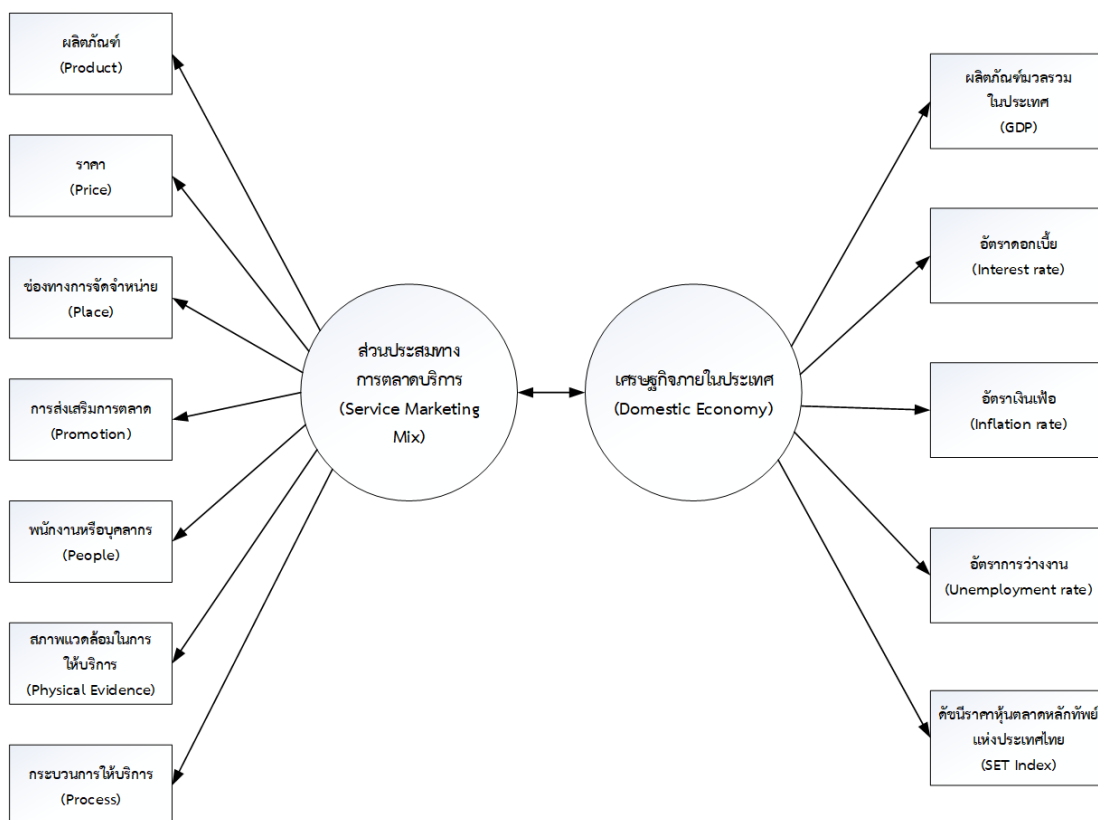 ผลิตภัณฑ์
(Product)
ราคา
(Price)
ช่องทางการจัดจำหน่าย
(Place)
การส่งเสริมการตลาด
(Promotion)
พนักงานหรือบุคลากร
(People)
สภาพแวดล้อมในการ
ให้บริการ
(Physical Evidence)
กระบวนการให้บริการ
(Process)
ส่วนประสมทาง
การตลาดบริการ
(Service Marketing
Mix)
เศรษฐกิจภายในประเทศ
(Domestic Economy)
ผลิตภัณฑ์มวลรวม
ในประเทศ
(GDP)
อัตราดอกเบี้ย
(Interest rate)
อัตราเงินเฟ้อ
(Inflation rate)
อัตราการว่างงาน
(Unemployment rate)
ดัชนีราคาหุ้นตลาดหลักทรัพย์
แห่งประเทศไทย
(SET Index)